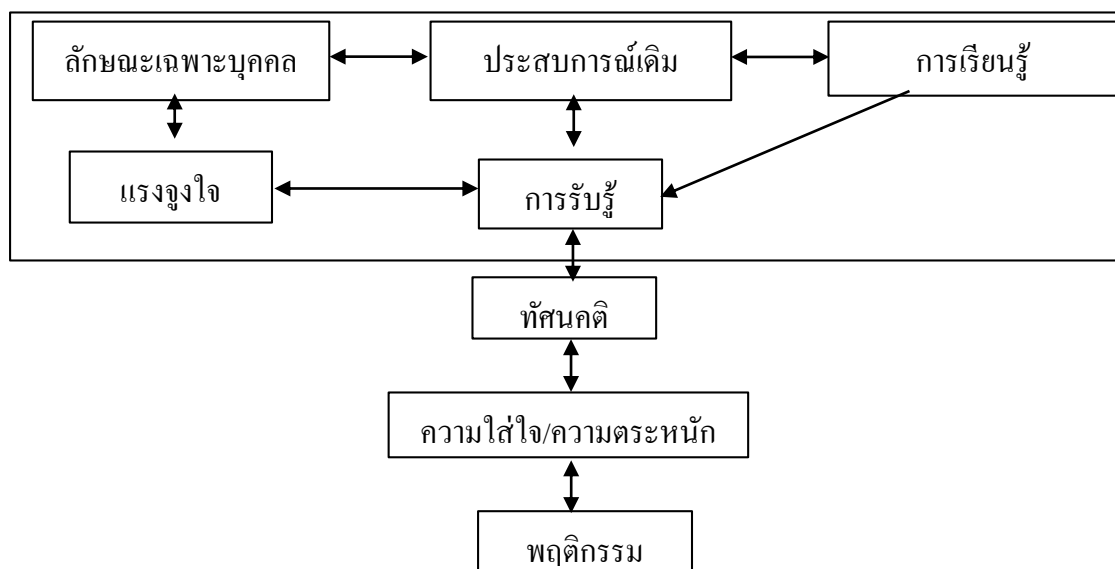 ลักษณะเฉพาะบุคคล
ประสบการณ์เดิม
การเรียนรู้
แรงจูงใจ
การรับรู้
ทัศนคติ
ความใส่ใจ/ความตระหนัก
พฤติกรรม